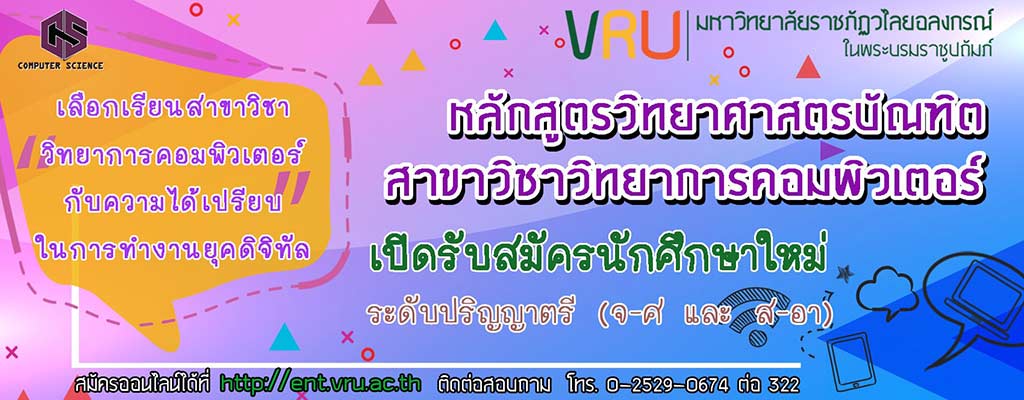 CS
COMPUTER SCIENCE
VRU
มหาวิทยาลัยราชภัฏวไลยอลงกรณ์
ในพระบรมราชูปถัมภ์
เลือกเรียนสาขาวิชา
"วิทยาการคอมพิวเตอร์
กับความได้เปรียบ"
ในการทำงานยุคดิจิทัล
หลักสูตรวิทยาศาสตรบัณฑิต
สาขาวิชาวิทยาการคอมพิวเตอร์
เปิดรับสมัครนักศึกษาใหม่
ระดับปริญญาตรี (จ-ศ และ ส-อา)
สมัครออนไลน์ได้ที่ http://ent.vru.ac.th ติดต่อสอบถาม โทร. 0-2529-0674 ต่อ 322